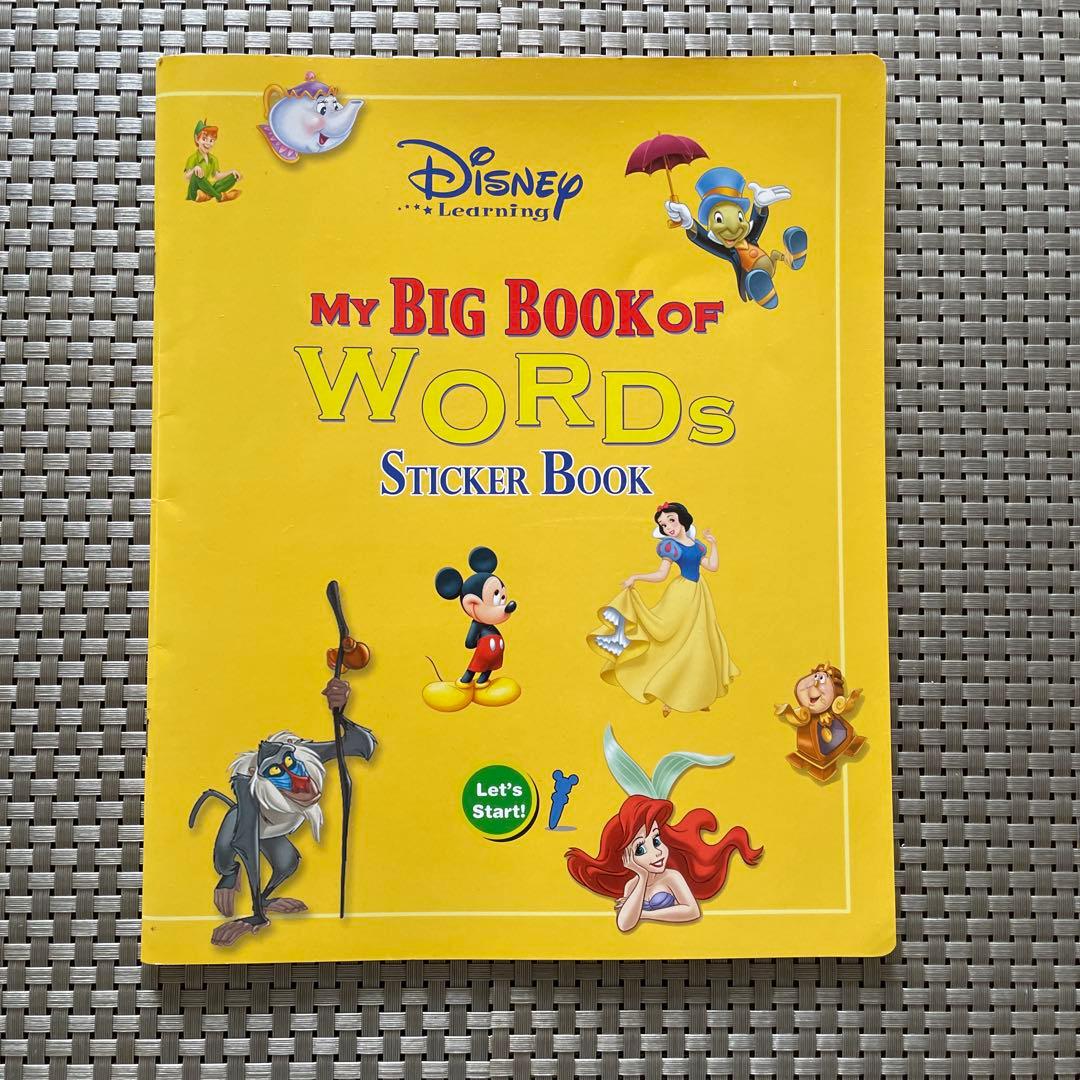 Disney
Learning
My Big Book of
Words
Sticker Book
Let's
Start!